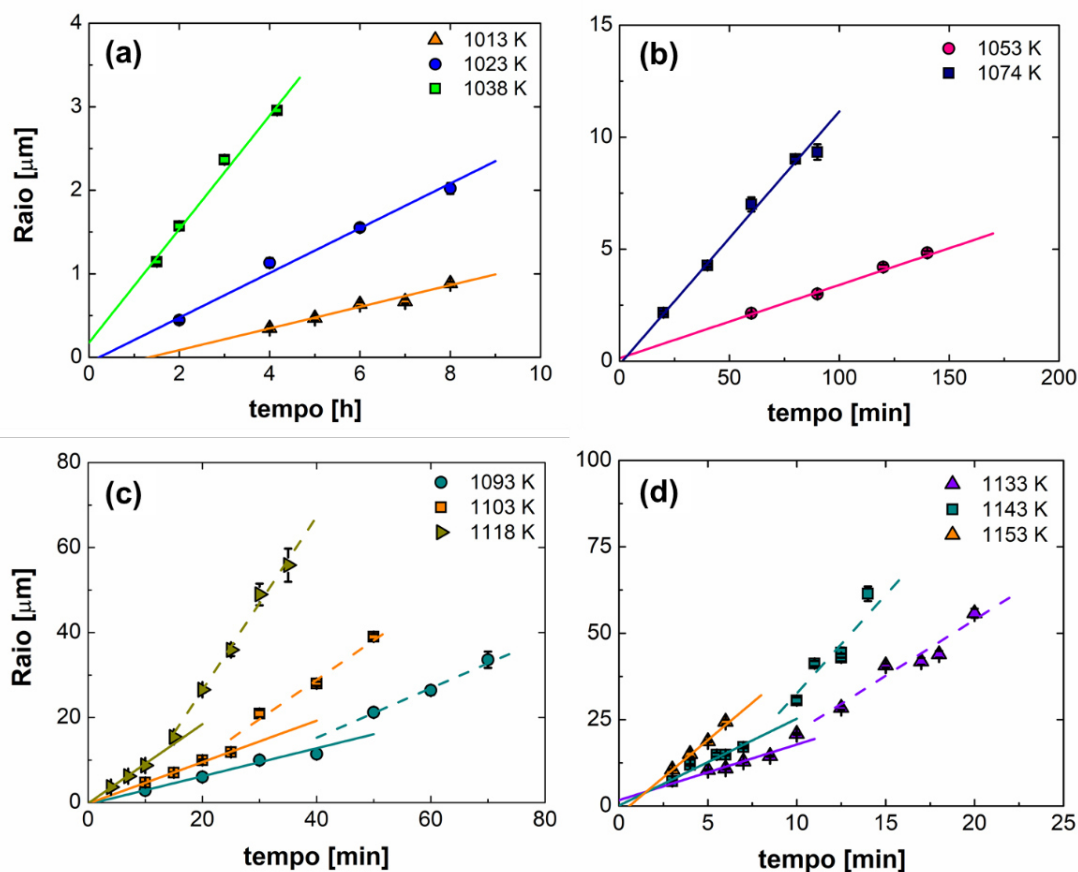 (a)
1013 K
1023 K
1038 K
4
3
2
1
0
Raio [μm]
0 2 4 6 8 10
tempo [h]
(b)
1053 K
1074 K
15
10
5
0
0 50 100 150 200
tempo [min]
(c)
1093 K
1103 K
1118 K
80
60
40
20
0
Raio [μm]
0 20 40 60 80
tempo [min]
(d)
1133 K
1143 K
1153 K
100
75
50
25
0
0 5 10 15 20 25
tempo [min]